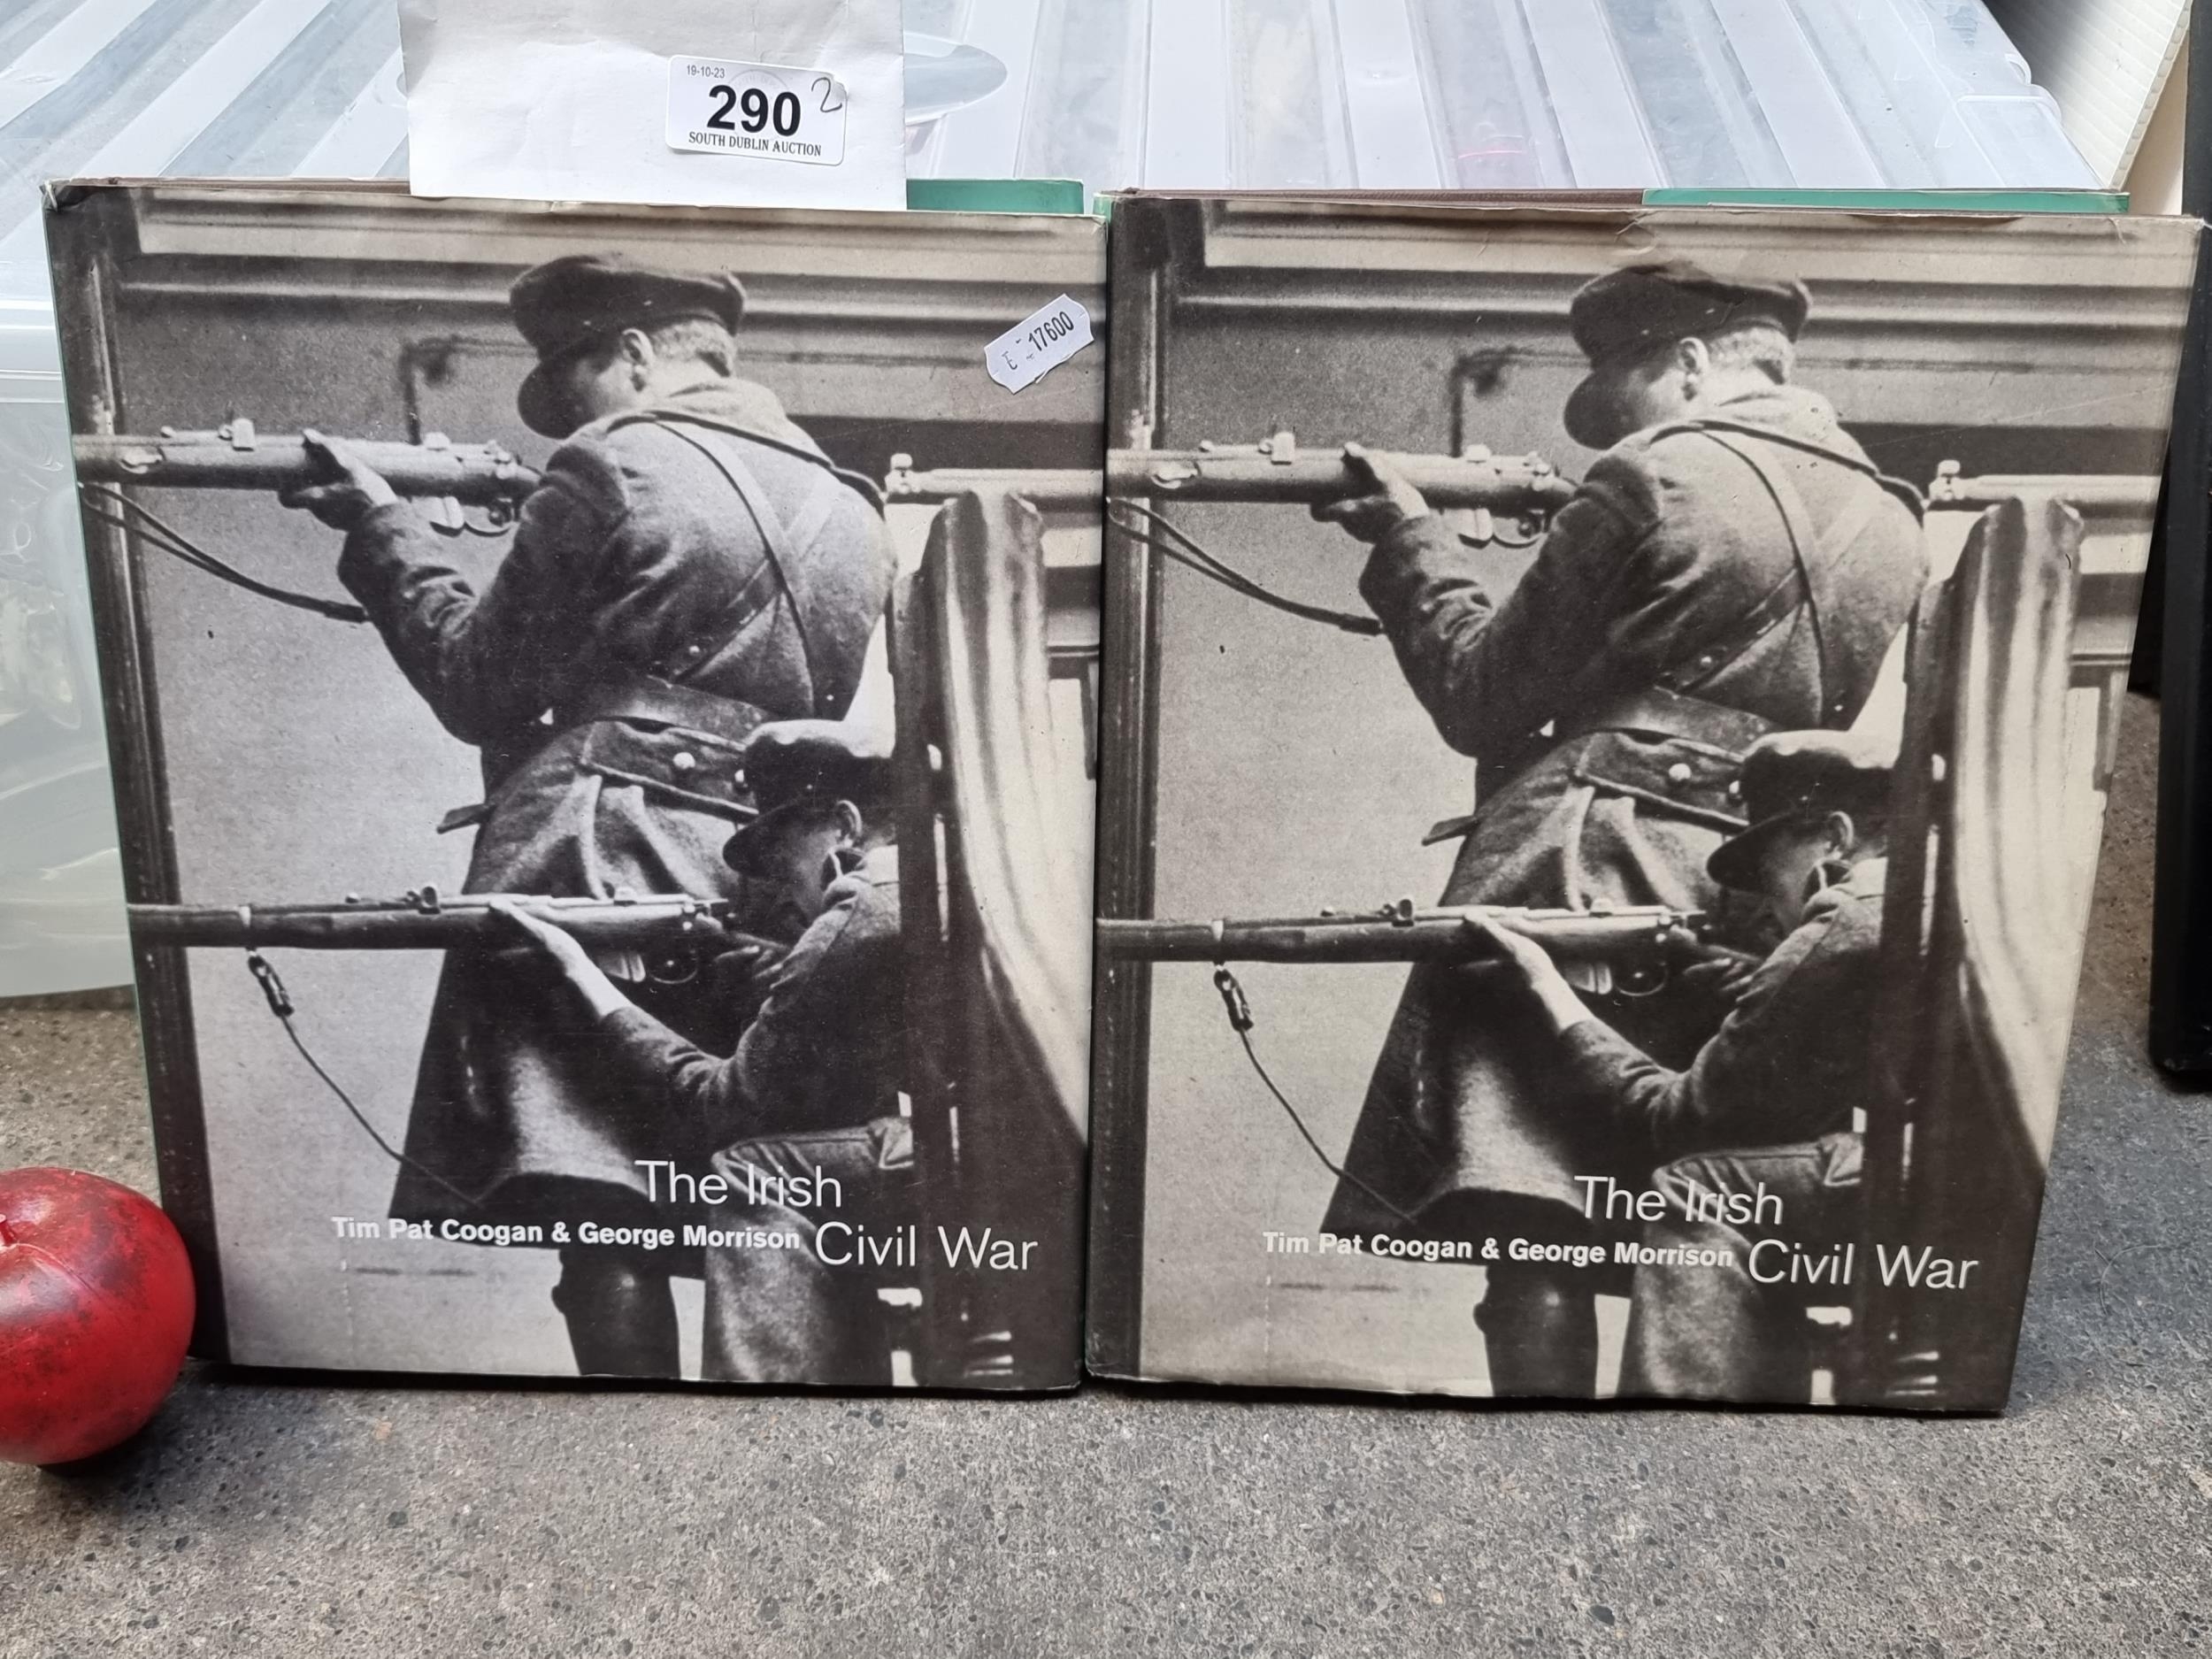 19-10-23
290 2
SOUTH DUBLIN AUCTION
17600
The Irish
Tim Pat Coogan & George Morrison Civil War
The Irish
Tim Pat Coogan & George Morrison Civil War